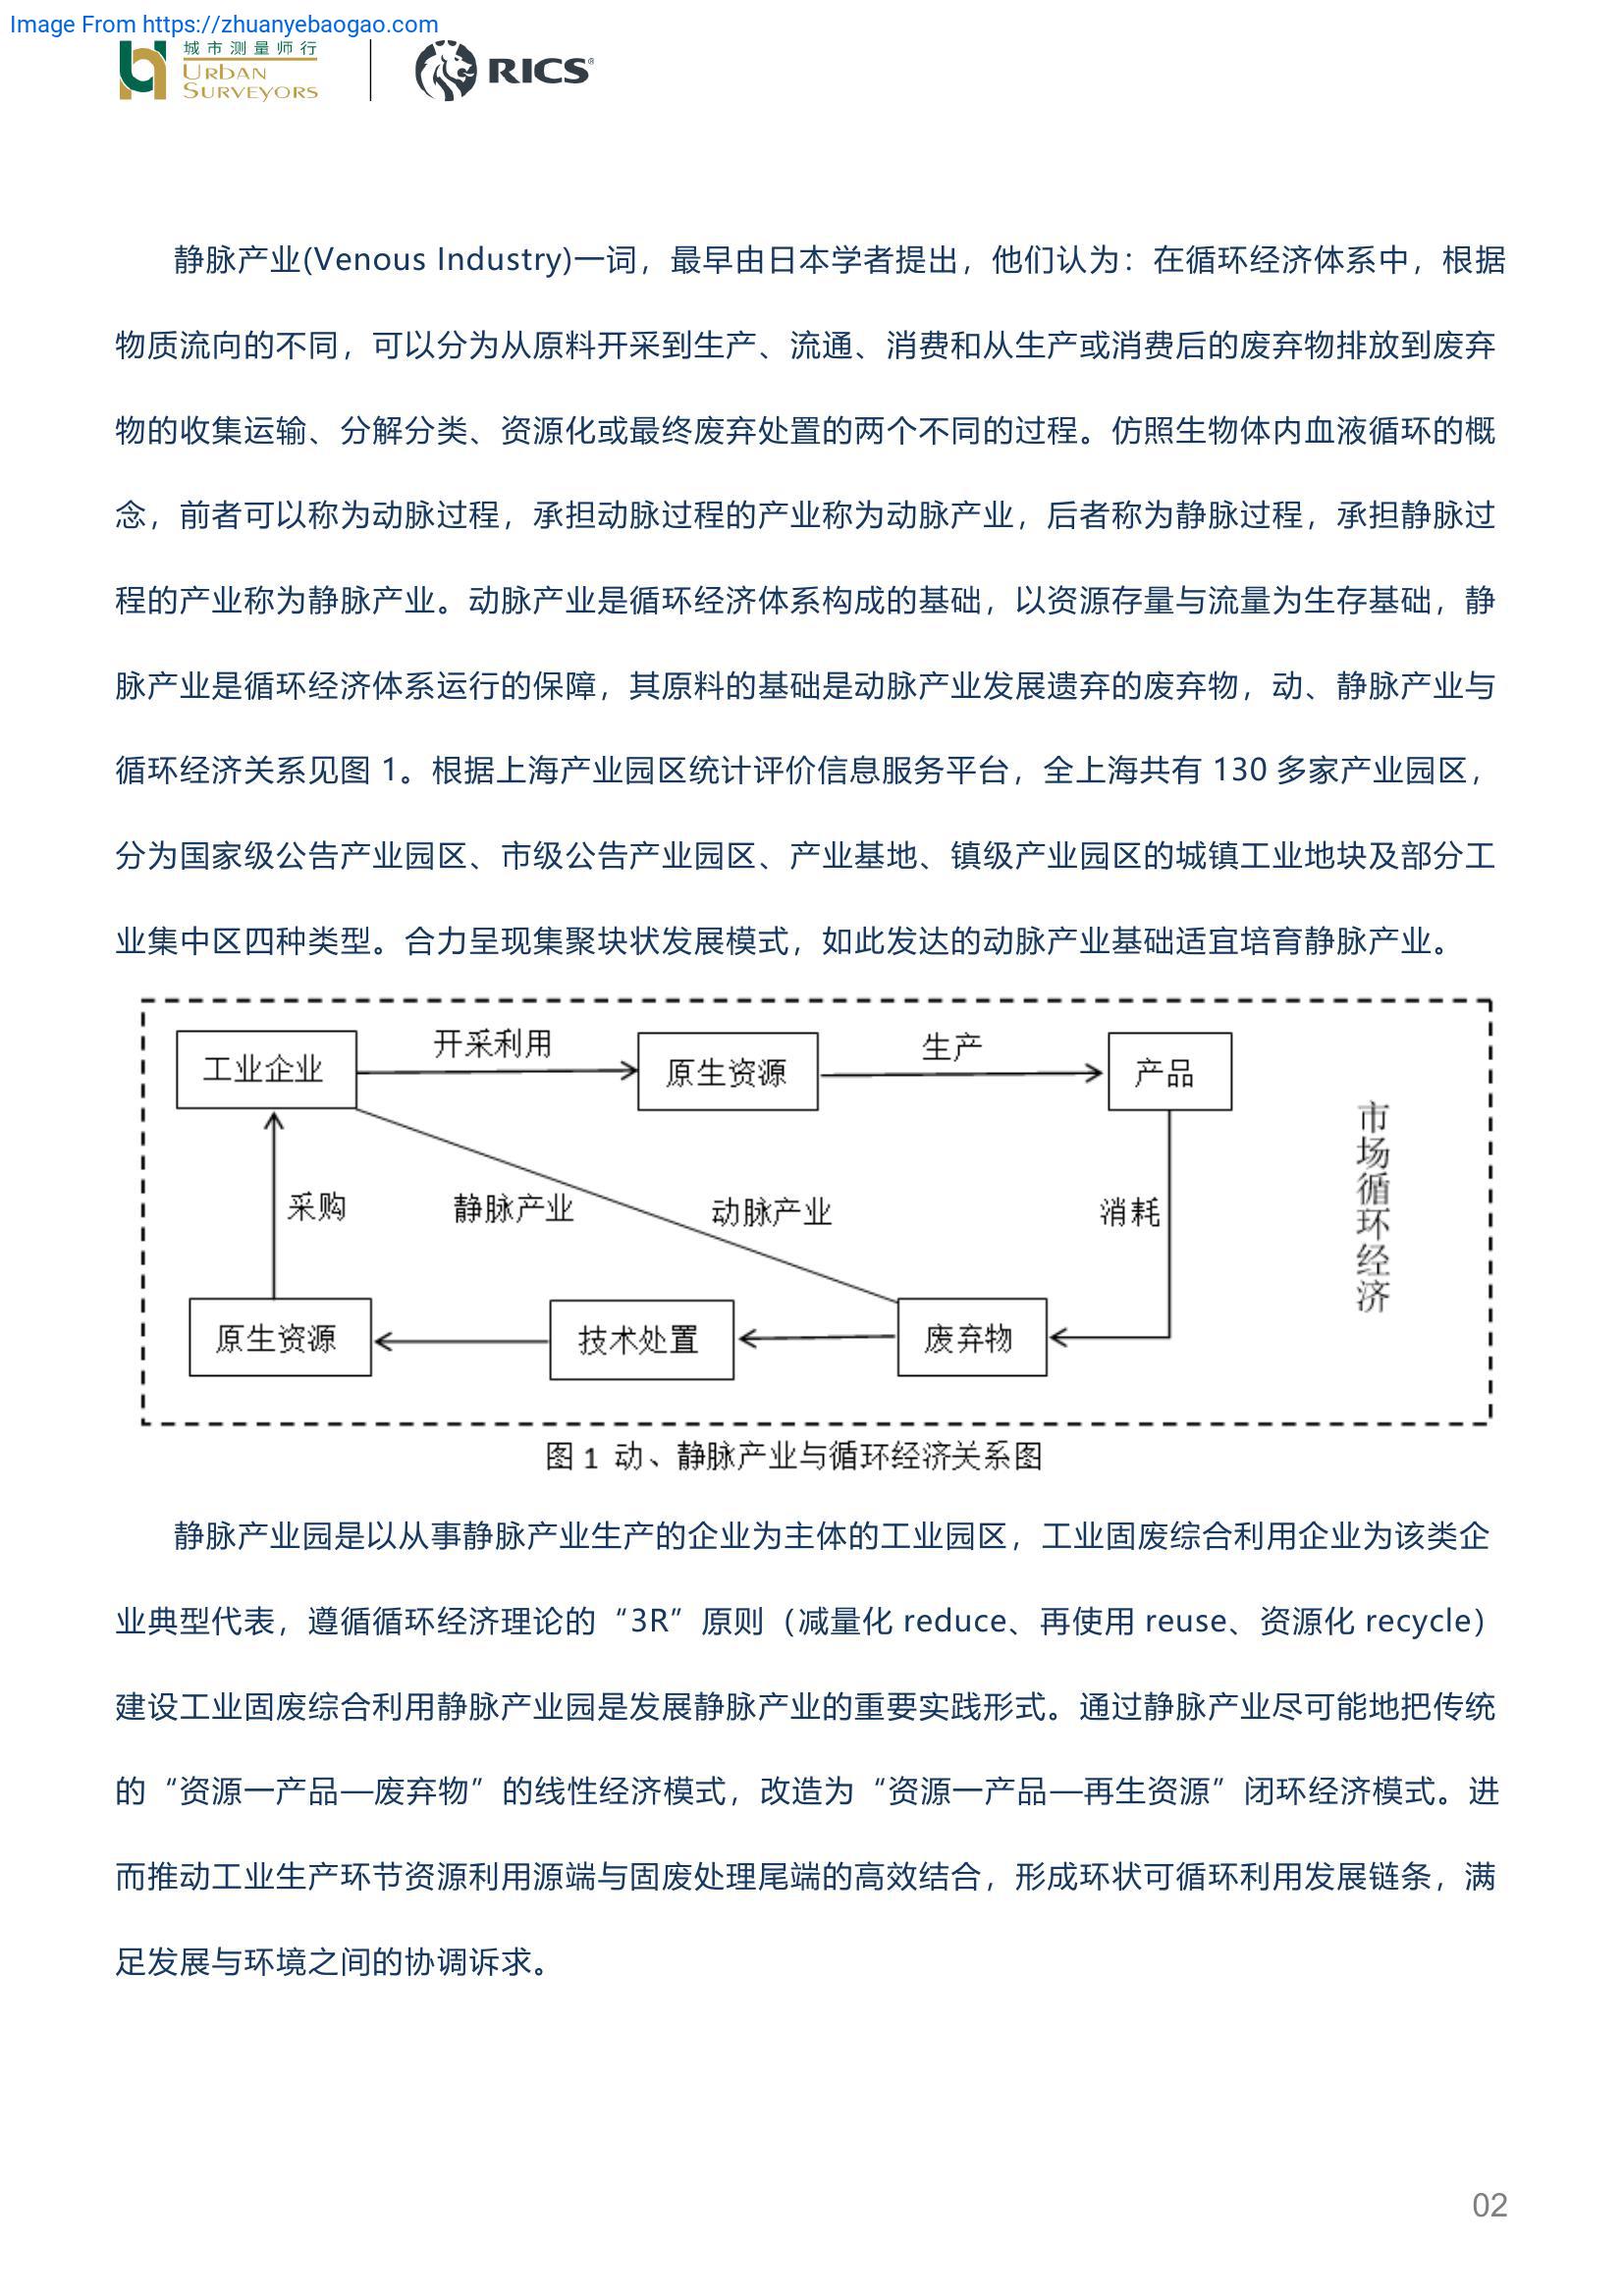 Image From https://zhuanyebaogao.com
城市测量师行
URBAN
SURVEYORS
RICS®
静脉产业(Venous Industry)一词，最早由日本学者提出，他们认为：在循环经济体系中，根据
物质流向的不同，可以分为从原料开采到生产、流通、消费和从生产或消费后的废弃物排放到废弃
物的收集运输、分解分类、资源化或最终废弃处置的两个不同的过程。仿照生物体内血液循环的概
念，前者可以称为动脉过程，承担动脉过程的产业称为动脉产业，后者称为静脉过程，承担静脉过
程的产业称为静脉产业。动脉产业是循环经济体系构成的基础，以资源存量与流量为生存基础，静
脉产业是循环经济体系运行的保障，其原料的基础是动脉产业发展遗弃的废弃物，动、静脉产业与
循环经济关系见图 1。根据上海产业园区统计评价信息服务平台，全上海共有 130 多家产业园区，
分为国家级公告产业园区、市级公告产业园区、产业基地、镇级产业园区的城镇工业地块及部分工
业集中区四种类型。合力呈现集聚块状发展模式，如此发达的动脉产业基础适宜培育静脉产业。
工业企业
开采利用
原生资源
生产
产品
采购
静脉产业
动脉产业
消耗
市场循环经济
原生资源
技术处置
废弃物
图 1 动、静脉产业与循环经济关系图
静脉产业园是以从事静脉产业生产的企业为主体的工业园区，工业固废综合利用企业为该类企
业典型代表，遵循循环经济理论的“3R”原则（减量化 reduce、再使用 reuse、资源化 recycle）
建设工业固废综合利用静脉产业园是发展静脉产业的重要实践形式。通过静脉产业尽可能地把传统
的“资源一产品—废弃物”的线性经济模式，改造为“资源一产品—再生资源”闭环经济模式。进
而推动工业生产环节资源利用源端与固废处理尾端的高效结合，形成环状可循环利用发展链条，满
足发展与环境之间的协调诉求。
02